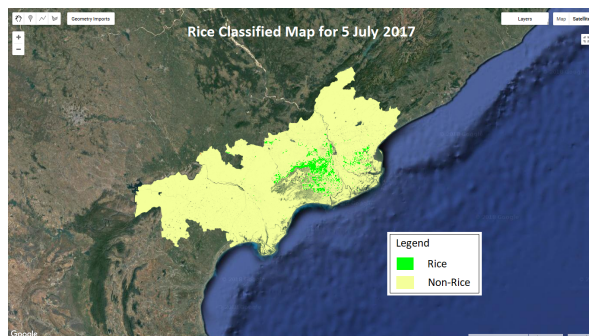 Geometry Imports
Layers
Map
Satellite
Rice Classified Map for 5 July 2017
+
−
Legend
Rice
Non-Rice
Google